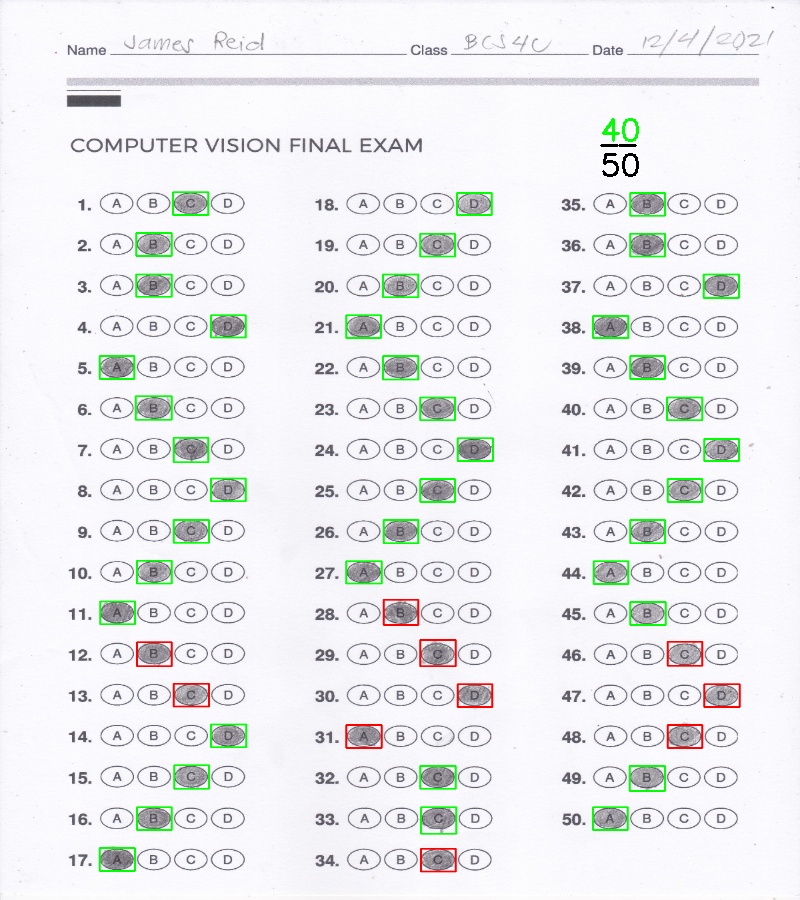 Name James Reid Class BCS4C Date 12/4/2021
COMPUTER VISION FINAL EXAM
40
50
1. A B C D 18. A B C D 35. A B C D
2. A B C D 19. A B C D 36. A B C D
3. A B C D 20. A B C D 37. A B C D
4. A B C D 21. A B C D 38. A B C D
5. A B C D 22. A B C D 39. A B C D
6. A B C D 23. A B C D 40. A B C D
7. A B C D 24. A B C D 41. A B C D
8. A B C D 25. A B C D 42. A B C D
9. A B C D 26. A B C D 43. A B C D
10. A B C D 27. A B C D 44. A B C D
11. A B C D 28. A B C D 45. A B C D
12. A B C D 29. A B C D 46. A B C D
13. A B C D 30. A B C D 47. A B C D
14. A B C D 31. A B C D 48. A B C D
15. A B C D 32. A B C D 49. A B C D
16. A B C D 33. A B C D 50. A B C D
17. A B C D 34. A B C D